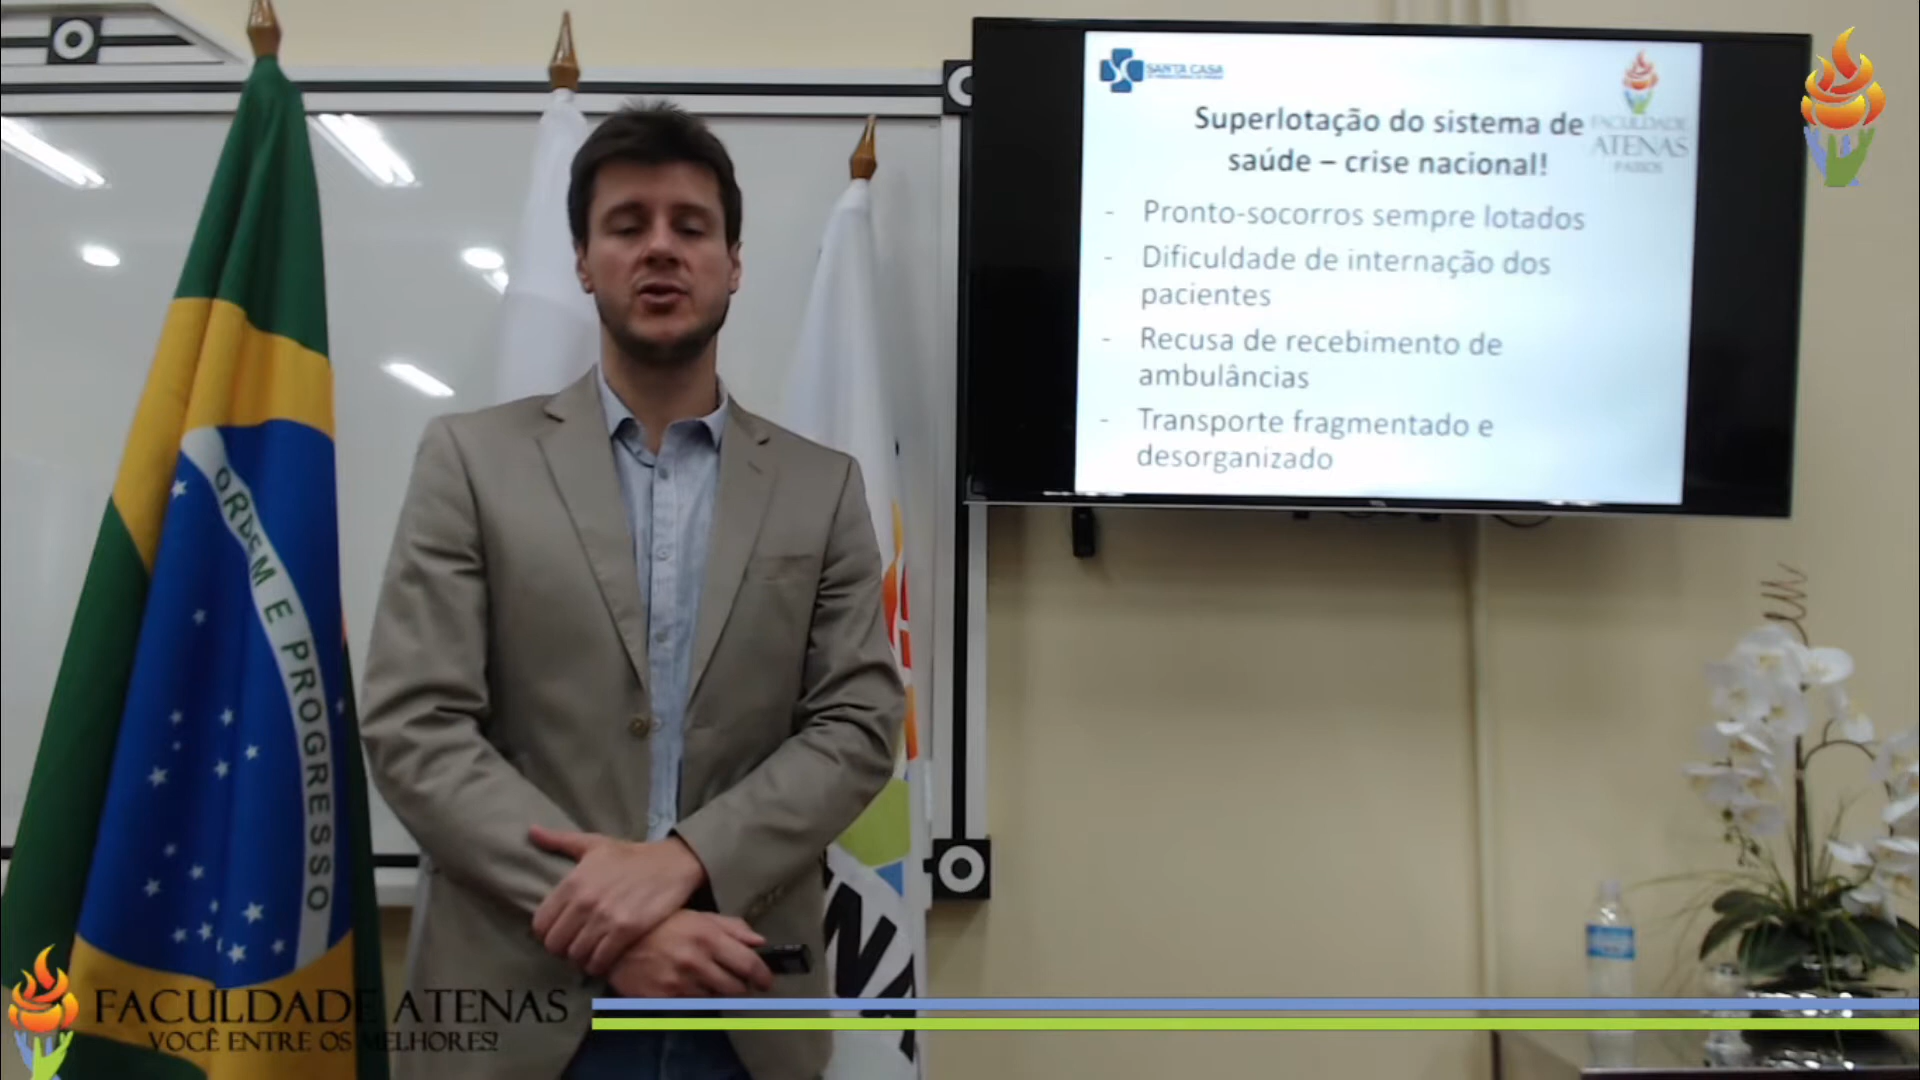 SANTA CASA
Superlotação do sistema de
saúde – crise nacional!
FACULDADE
ATENAS
PASSOS
- Pronto-socorros sempre lotados
- Dificuldade de internação dos
pacientes
- Recusa de recebimento de
ambulâncias
- Transporte fragmentado e
desorganizado
ORDEM E PROGRESSO
FACULDADE ATENAS
VOCÊ ENTRE OS MELHORES!